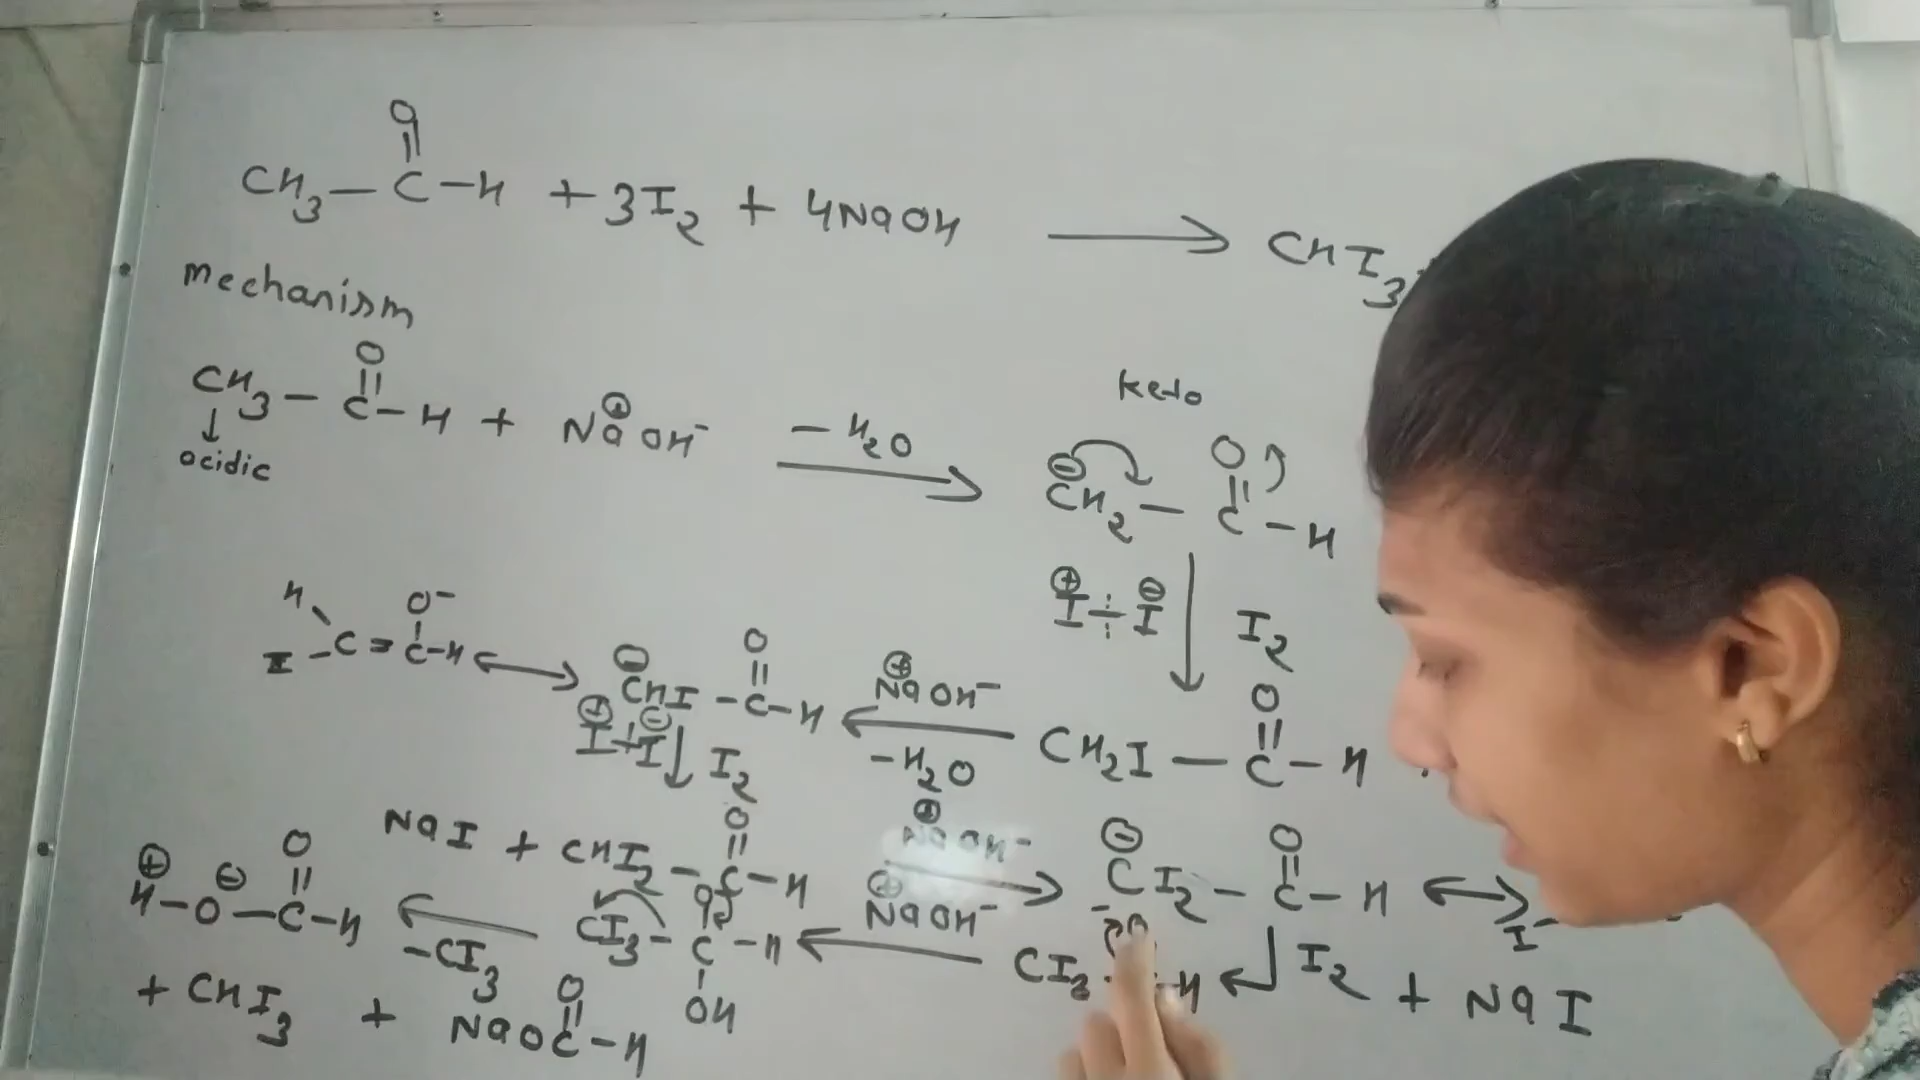 O
CH3 — C — H + 3I2 + 4NaOH → CHI3
mechanism
O
CH3 — C — H + Na⊕ OH⁻ — H2O →
↓
acidic
keto
⊖ O
CH2 — C — H
⊕ ⊖
I — I I2
H O⁻
I — C = C — H ↔
⊖ O
CHI — C — H
⊕ ⊖
I + I ↓ I2
⊕
Na OH⁻
←
— H2O
O
CH2I — C — H
O
NaI + CHI2 — C — H
⊕
Na OH⁻
→
⊖ O
CI2 — C — H ↔
I⁻
I2 + NaI
CI3 H
⊕
Na OH⁻
←
CI3 — C — H
OH
←
— CI3
⊕ ⊖ O
H — O — C — H
+ CHI3 + NaO C — H
O